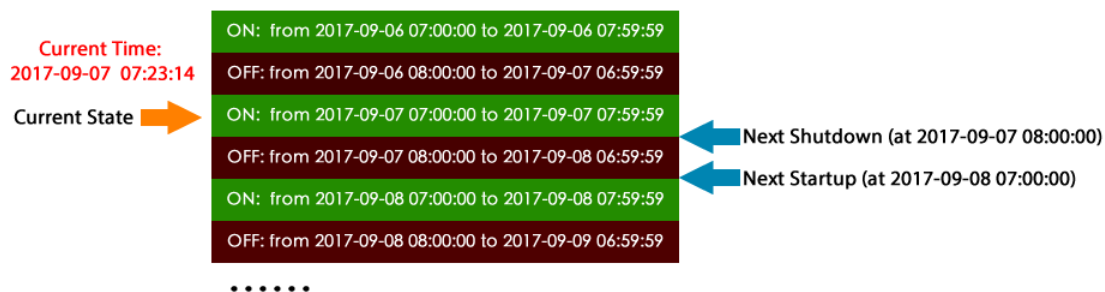 ON: from 2017-09-06 07:00:00 to 2017-09-06 07:59:59
Current Time:
2017-09-07 07:23:14
OFF: from 2017-09-06 08:00:00 to 2017-09-07 06:59:59
Current State
ON: from 2017-09-07 07:00:00 to 2017-09-07 07:59:59
Next Shutdown (at 2017-09-07 08:00:00)
OFF: from 2017-09-07 08:00:00 to 2017-09-08 06:59:59
Next Startup (at 2017-09-08 07:00:00)
ON: from 2017-09-08 07:00:00 to 2017-09-08 07:59:59
OFF: from 2017-09-08 08:00:00 to 2017-09-09 06:59:59
......